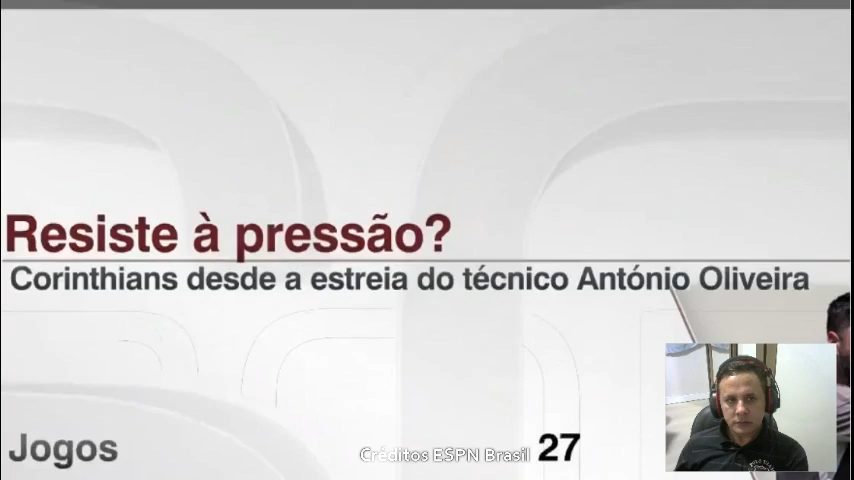 Resiste à pressão?
Corinthians desde a estreia do técnico António Oliveira
Jogos 27
Créditos ESPN Brasil